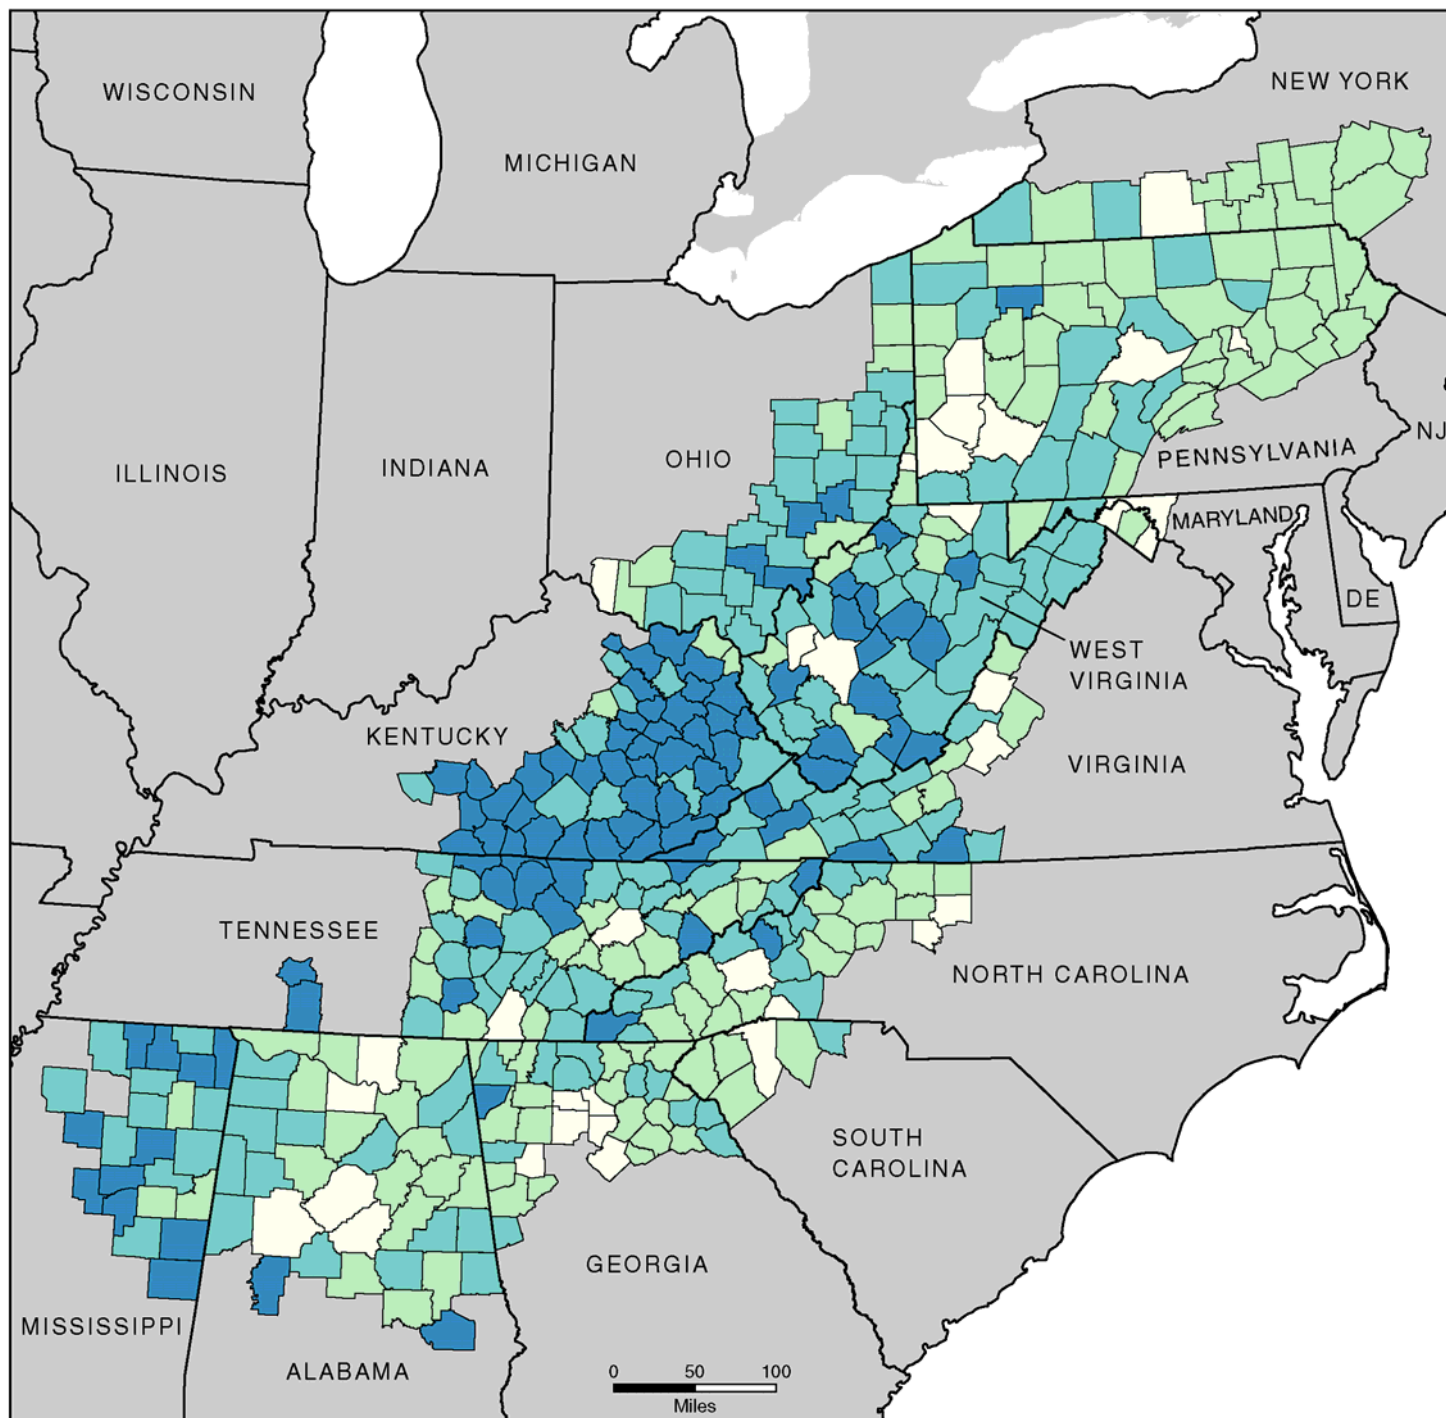 NEW YORK
WISCONSIN
MICHIGAN
NJ
PENNSYLVANIA
OHIO
INDIANA
ILLINOIS
MARYLAND
DE
WEST
VIRGINIA
KENTUCKY
VIRGINIA
TENNESSEE
NORTH CAROLINA
SOUTH
CAROLINA
GEORGIA
MISSISSIPPI
ALABAMA
0 50 100
Miles